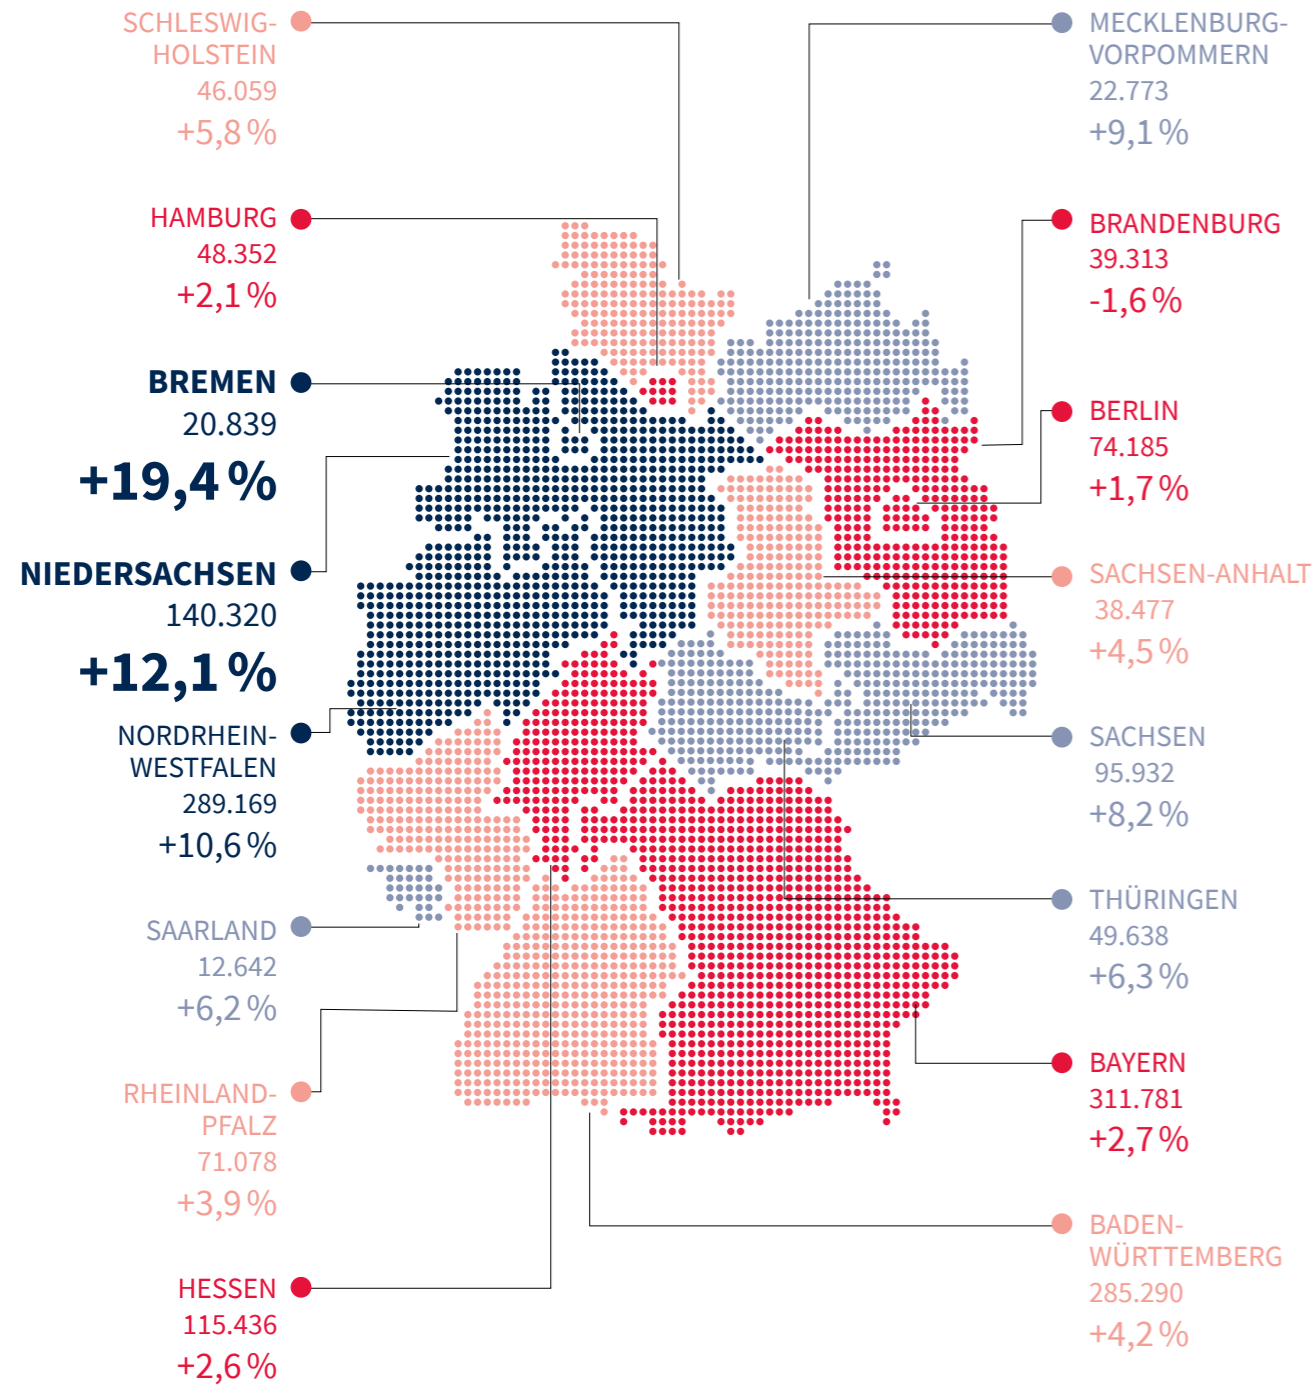 SCHLESWIG-
HOLSTEIN
46.059
+5,8 %
HAMBURG
48.352
+2,1 %
BREMEN
20.839
+19,4 %
NIEDERSACHSEN
140.320
+12,1 %
NORDRHEIN-
WESTFALEN
289.169
+10,6 %
SAARLAND
12.642
+6,2 %
RHEINLAND-
PFALZ
71.078
+3,9 %
HESSEN
115.436
+2,6 %
MECKLENBURG-
VORPOMMERN
22.773
+9,1 %
BRANDENBURG
39.313
-1,6 %
BERLIN
74.185
+1,7 %
SACHSEN-ANHALT
38.477
+4,5 %
SACHSEN
95.932
+8,2 %
THÜRINGEN
49.638
+6,3 %
BAYERN
311.781
+2,7 %
BADEN-
WÜRTTEMBERG
285.290
+4,2 %